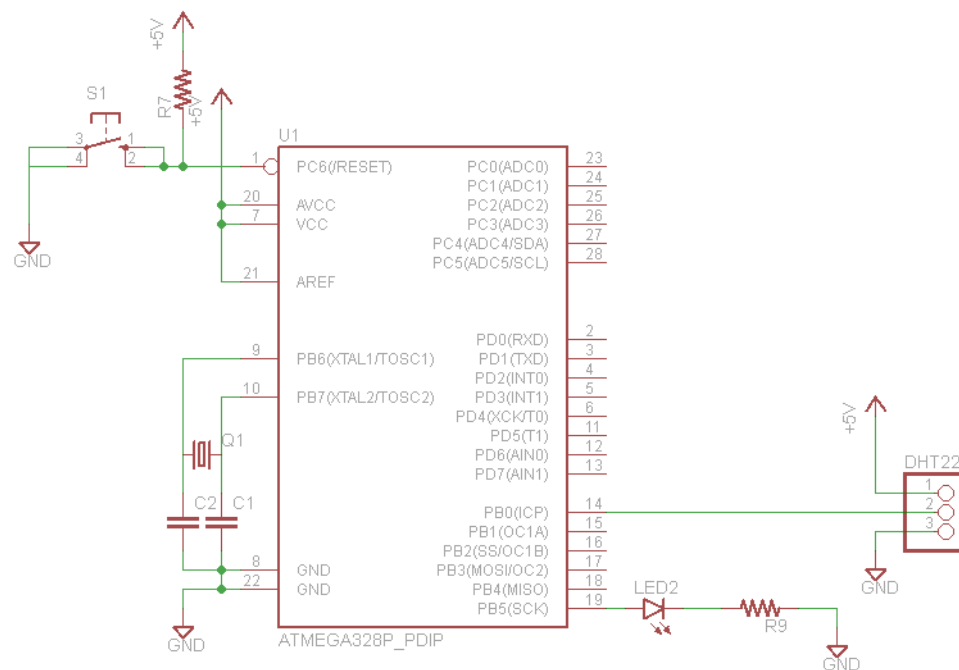 +5V
R7
+5V
S1
3
1
4
2
GND
U1
1 PC6(/RESET)
20 AVCC
7 VCC
21 AREF
9 PB6(XTAL1/TOSC1)
10 PB7(XTAL2/TOSC2)
Q1
C2 C1
8 GND
22 GND
GND
PC0(ADC0) 23
PC1(ADC1) 24
PC2(ADC2) 25
PC3(ADC3) 26
PC4(ADC4/SDA) 27
PC5(ADC5/SCL) 28
PD0(RXD) 2
PD1(TXD) 3
PD2(INT0) 4
PD3(INT1) 5
PD4(XCK/T0) 6
PD5(T1) 11
PD6(AIN0) 12
PD7(AIN1) 13
PB0(ICP) 14
PB1(OC1A) 15
PB2(SS/OC1B) 16
PB3(MOSI/OC2) 17
PB4(MISO) 18
PB5(SCK) 19
ATMEGA328P_PDIP
LED2
R9
GND
+5V
DHT22
1
2
3
GND